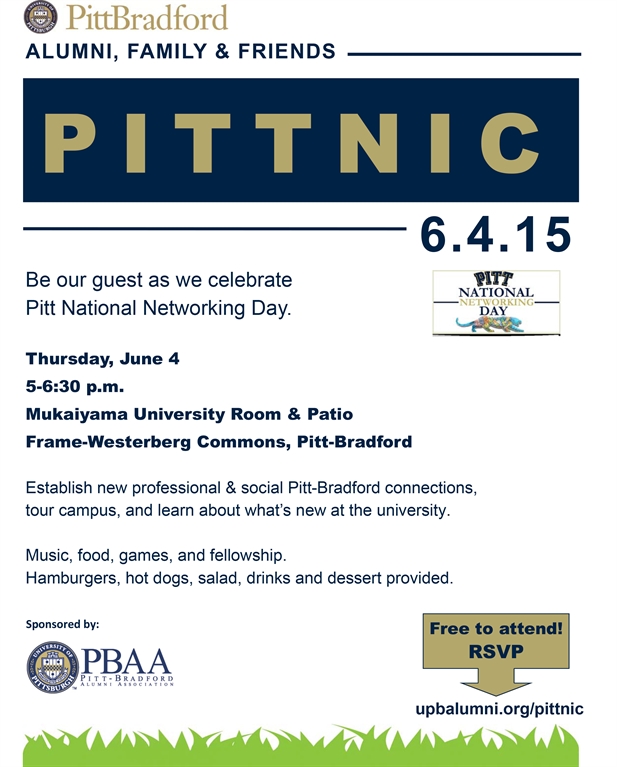 PittBradford
ALUMNI, FAMILY & FRIENDS
PITTNIC
6.4.15
Be our guest as we celebrate
Pitt National Networking Day.
PITT
NATIONAL
NETWORKING
DAY
Thursday, June 4
5-6:30 p.m.
Mukaiyama University Room & Patio
Frame-Westerberg Commons, Pitt-Bradford
Establish new professional & social Pitt-Bradford connections,
tour campus, and learn about what’s new at the university.
Music, food, games, and fellowship.
Hamburgers, hot dogs, salad, drinks and dessert provided.
Sponsored by:
UNIVERSITY OF
PITTSBURGH
PBAA
PITT-BRADFORD
ALUMNI ASSOCIATION
Free to attend!
RSVP
upbalumni.org/pittnic